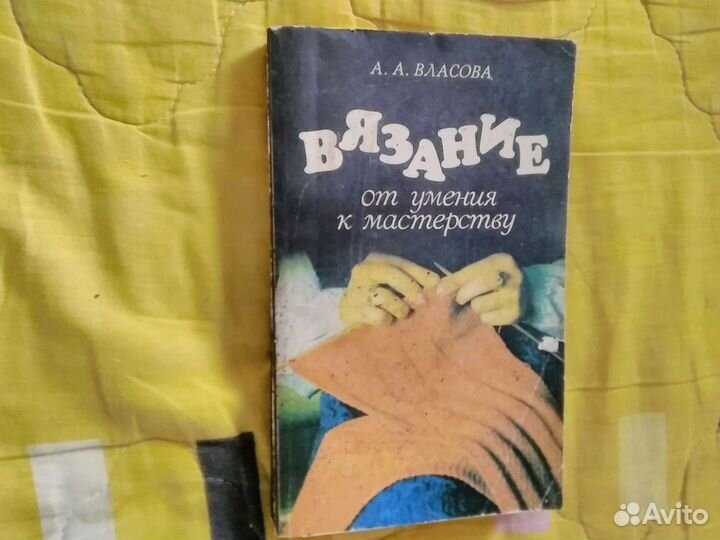 А. А. ВЛАСОВА
ВЯЗАНИЕ
от умения
к мастерству
Avito